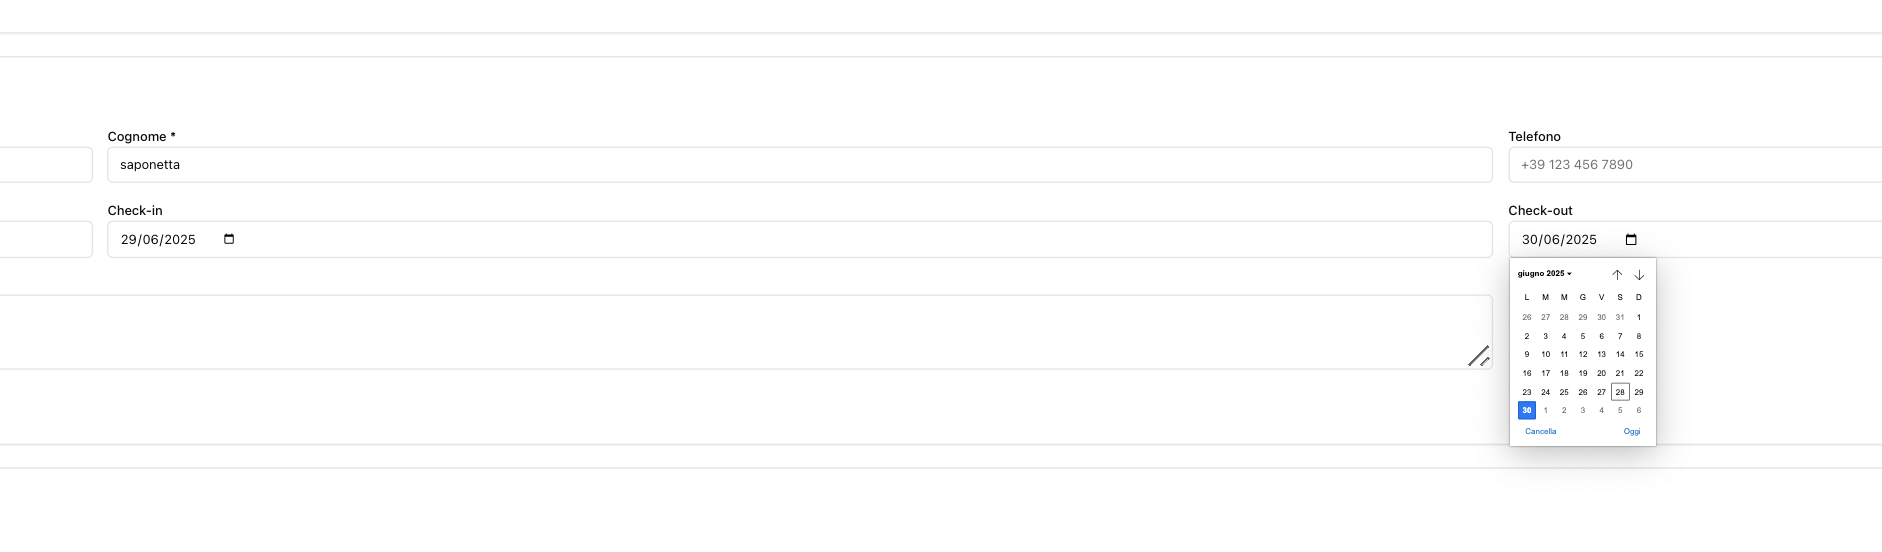 Cognome *
Telefono
saponetta
+39 123 456 7890
Check-in
Check-out
29/06/2025
30/06/2025
giugno 2025
L M M G V S D
26 27 28 29 30 31 1
2 3 4 5 6 7 8
9 10 11 12 13 14 15
16 17 18 19 20 21 22
23 24 25 26 27 28 29
30 1 2 3 4 5 6
Cancella
Oggi